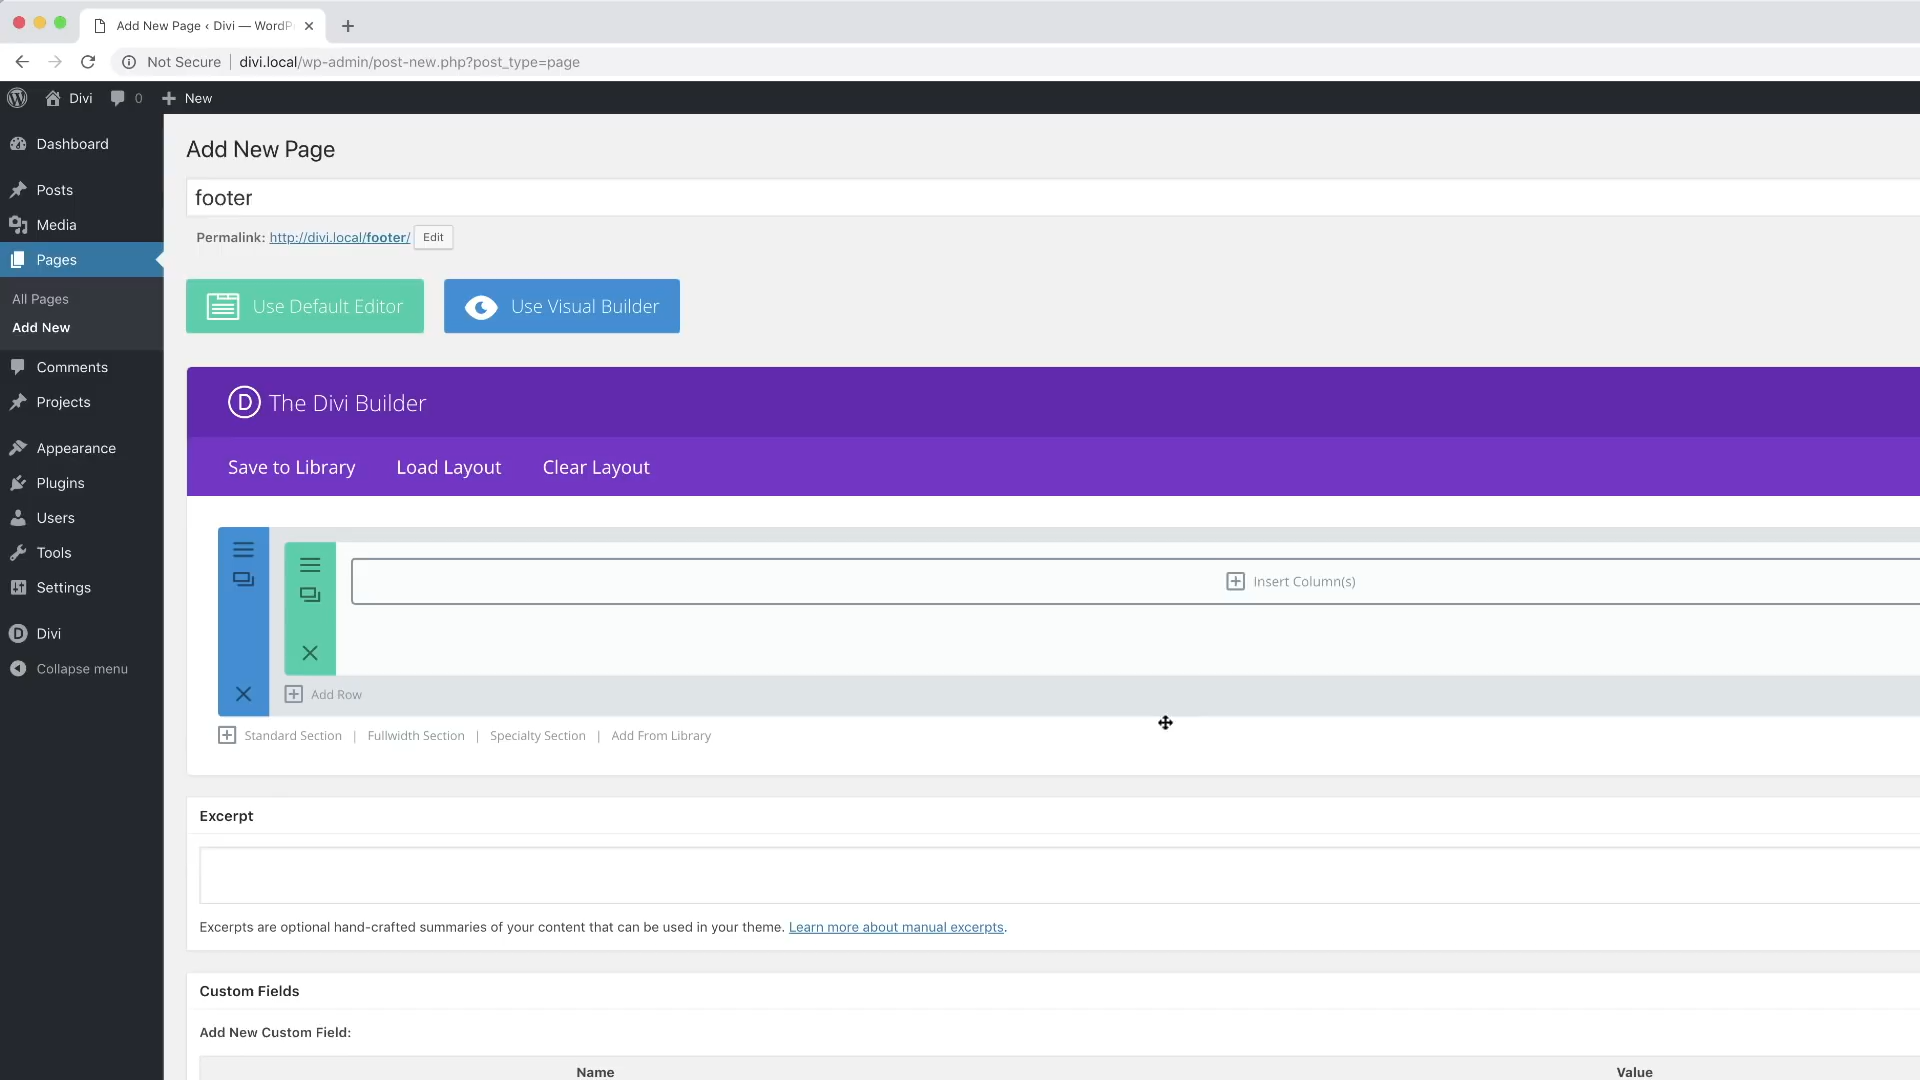 Add New Page ‹ Divi — WordP
Not Secure | divi.local/wp-admin/post-new.php?post_type=page
Divi 0 New
Dashboard
Posts
Media
Pages
All Pages
Add New
Comments
Projects
Appearance
Plugins
Users
Tools
Settings
Divi
Collapse menu
Add New Page
footer
Permalink: http://divi.local/footer/ Edit
Use Default Editor Use Visual Builder
D The Divi Builder
Save to Library Load Layout Clear Layout
Insert Column(s)
Add Row
Standard Section | Fullwidth Section | Specialty Section | Add From Library
Excerpt
Excerpts are optional hand-crafted summaries of your content that can be used in your theme. Learn more about manual excerpts.
Custom Fields
Add New Custom Field:
Name Value